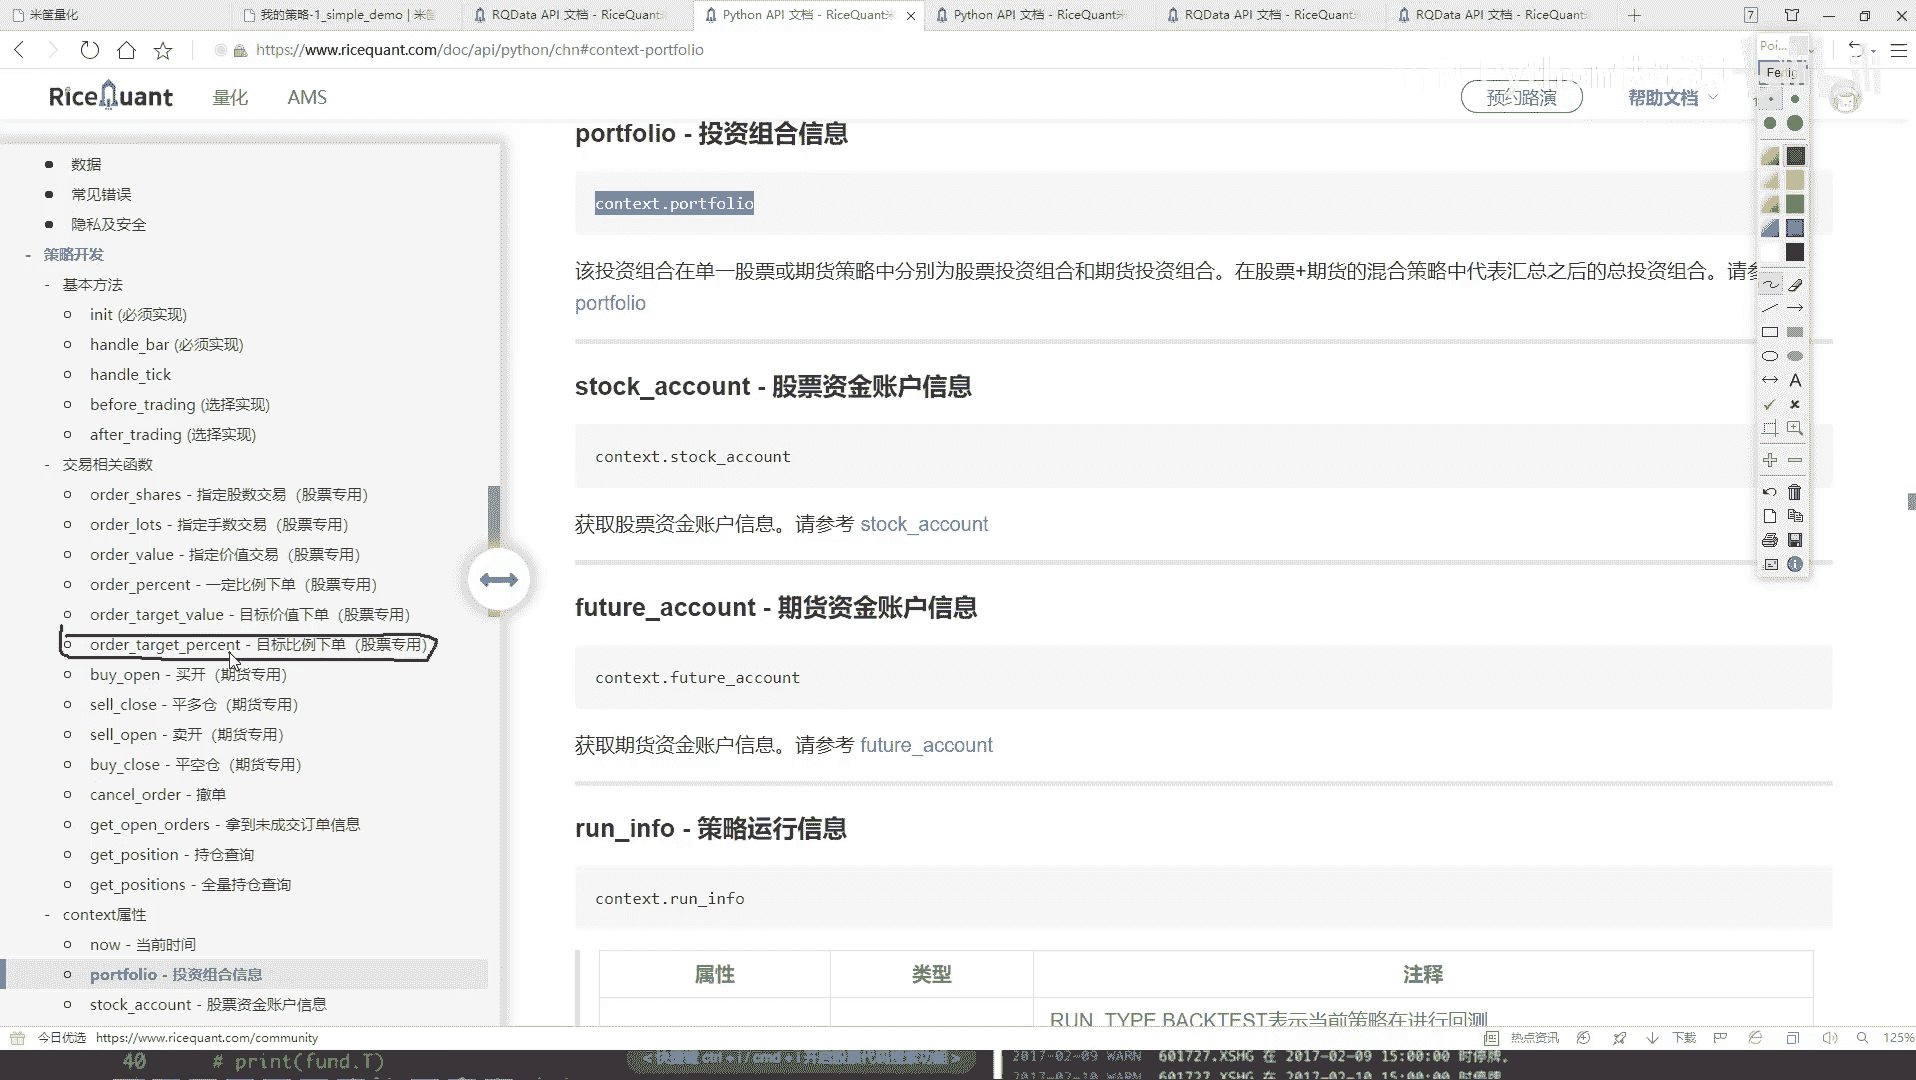 米筐量化
我的策略-1_simple_demo | 米筐
RQData API 文档 - RiceQuant
Python API 文档 - RiceQuant
Python API 文档 - RiceQuant
RQData API 文档 - RiceQuant
RQData API 文档 - RiceQuant
7
https://www.ricequant.com/doc/api/python/chn#context-portfolio
Poi...
Fertig
RiceQuant
量化
AMS
预约路演
帮助文档
数据
常见错误
隐私及安全
- 策略开发
- 基本方法
init (必须实现)
handle_bar (必须实现)
handle_tick
before_trading (选择实现)
after_trading (选择实现)
- 交易相关函数
order_shares - 指定股数交易（股票专用）
order_lots - 指定手数交易（股票专用）
order_value - 指定价值交易（股票专用）
order_percent - 一定比例下单（股票专用）
order_target_value - 目标价值下单（股票专用）
order_target_percent - 目标比例下单（股票专用）
buy_open - 买开（期货专用）
sell_close - 平多仓（期货专用）
sell_open - 卖开（期货专用）
buy_close - 平空仓（期货专用）
cancel_order - 撤单
get_open_orders - 拿到未成交订单信息
get_position - 持仓查询
get_positions - 全量持仓查询
- context属性
now - 当前时间
portfolio - 投资组合信息
stock_account - 股票资金账户信息
portfolio - 投资组合信息
context.portfolio
该投资组合在单一股票或期货策略中分别为股票投资组合和期货投资组合。在股票+期货的混合策略中代表汇总之后的总投资组合。请参
portfolio
stock_account - 股票资金账户信息
context.stock_account
获取股票资金账户信息。请参考 stock_account
future_account - 期货资金账户信息
context.future_account
获取期货资金账户信息。请参考 future_account
run_info - 策略运行信息
context.run_info
属性
类型
注释
RUN_TYPE.BACKTEST表示当前策略在进行回测
今日优选
https://www.ricequant.com/community
热点资讯
下载
125%
40 # print(fund.T)
2017-02-09 WARN 601727.XSHG 在 2017-02-09 15:00:00 时停牌。
2017-02-10 WARN 601727.XSHG 在 2017-02-10 15:00:00 时停牌。